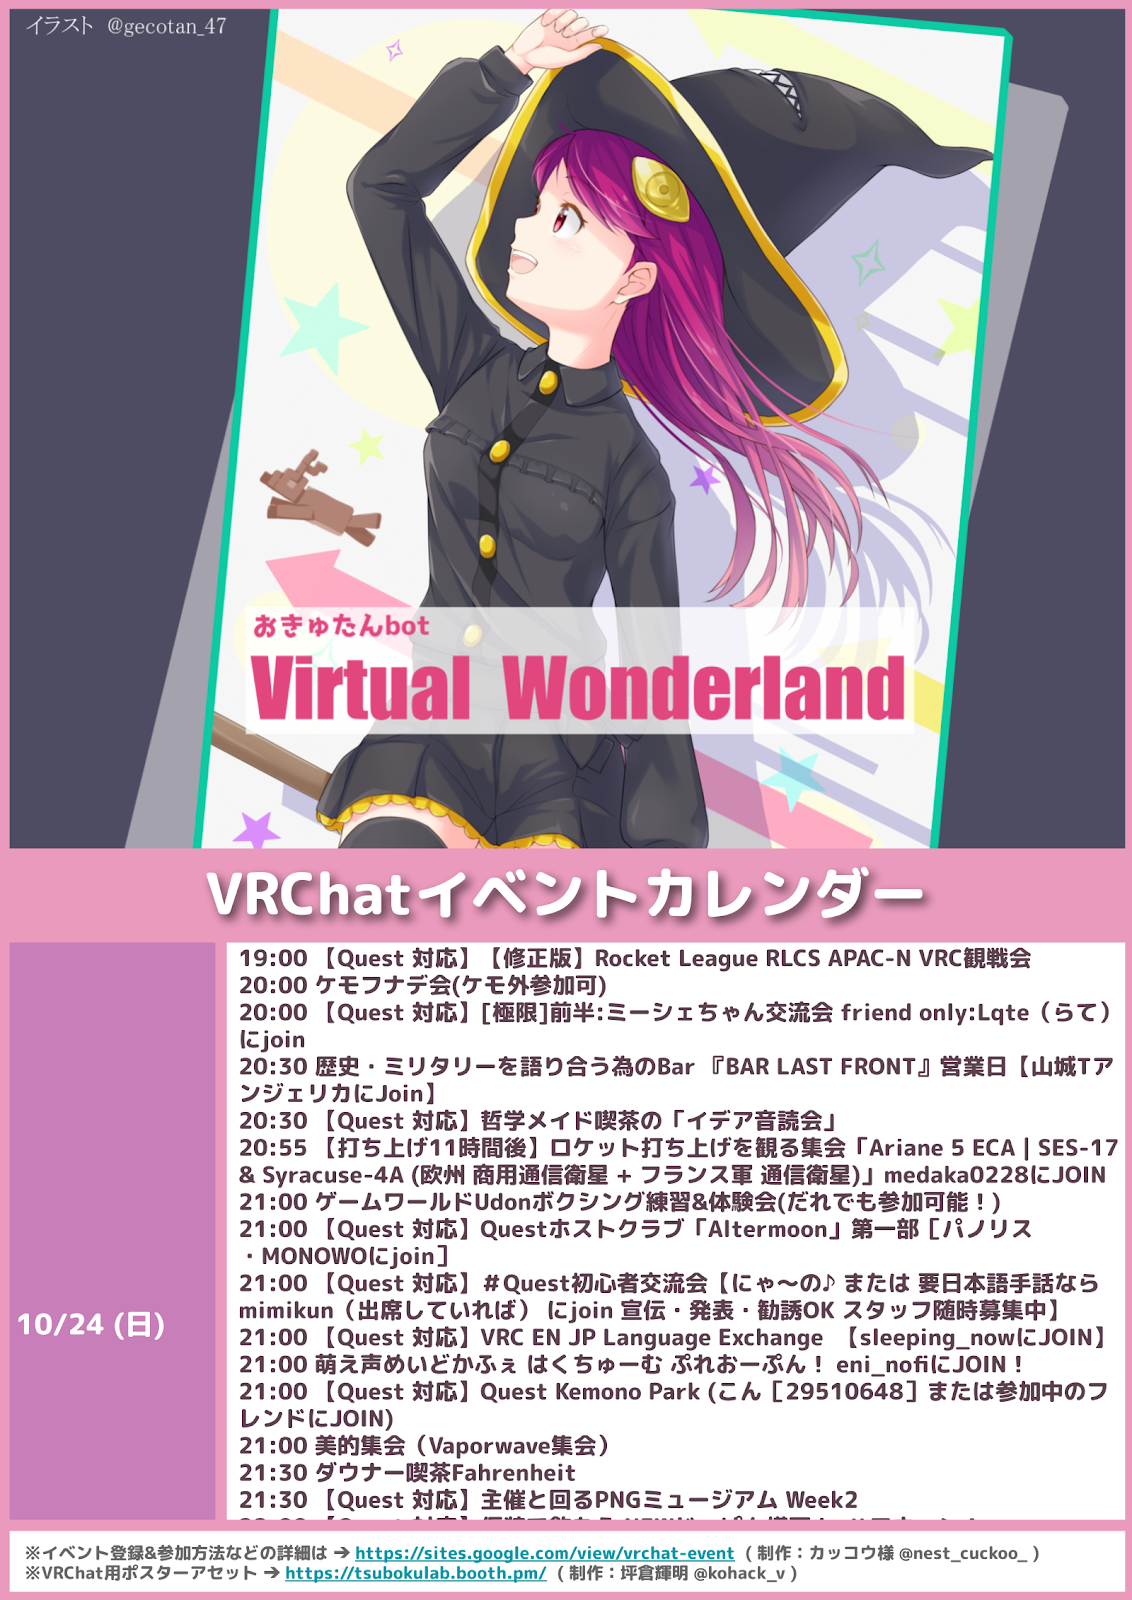 イラスト @gecotan_47
おきゅたんbot
Virtual Wonderland
VRChatイベントカレンダー
10/24 (日)
19:00 【Quest 対応】【修正版】Rocket League RLCS APAC-N VRC観戦会
20:00 ケモフナデ会(ケモ外参加可)
20:00 【Quest 対応】[極限]前半:ミーシェちゃん交流会 friend only:Lqte（らて）
にjoin
20:30 歴史・ミリタリーを語り合う為のBar 『BAR LAST FRONT』営業日【山城Tア
ンジェリカにJoin】
20:30 【Quest 対応】哲学メイド喫茶の「イデア音読会」
20:55 【打ち上げ11時間後】ロケット打ち上げを観る集会「Ariane 5 ECA | SES-17
& Syracuse-4A (欧州 商用通信衛星 + フランス軍 通信衛星)」medaka0228にJOIN
21:00 ゲームワールドUdonボクシング練習&体験会(だれでも参加可能！)
21:00 【Quest 対応】Questホストクラブ「Altermoon」第一部［パノリス
・MONOWOにjoin］
21:00 【Quest 対応】＃Quest初心者交流会【にゃ～の♪ または 要日本語手話なら
mimikun（出席していれば） にjoin 宣伝・発表・勧誘OK スタッフ随時募集中】
21:00 【Quest 対応】VRC EN JP Language Exchange 【sleeping_nowにJOIN】
21:00 萌え声めいどかふぇ はくちゅーむ ぷれおーぷん！ eni_nofiにJOIN！
21:00 【Quest 対応】Quest Kemono Park (こん［29510648］または参加中のフ
レンドにJOIN)
21:00 美的集会（Vaporwave集会）
21:30 ダウナー喫茶Fahrenheit
21:30 【Quest 対応】主催と回るPNGミュージアム Week2
※イベント登録&参加方法などの詳細は ➔ https://sites.google.com/view/vrchat-event （ 制作：カッコウ様 @nest_cuckoo_ ）
※VRChat用ポスターアセット ➔ https://tsubokulab.booth.pm/ （ 制作：坪倉輝明 @kohack_v ）